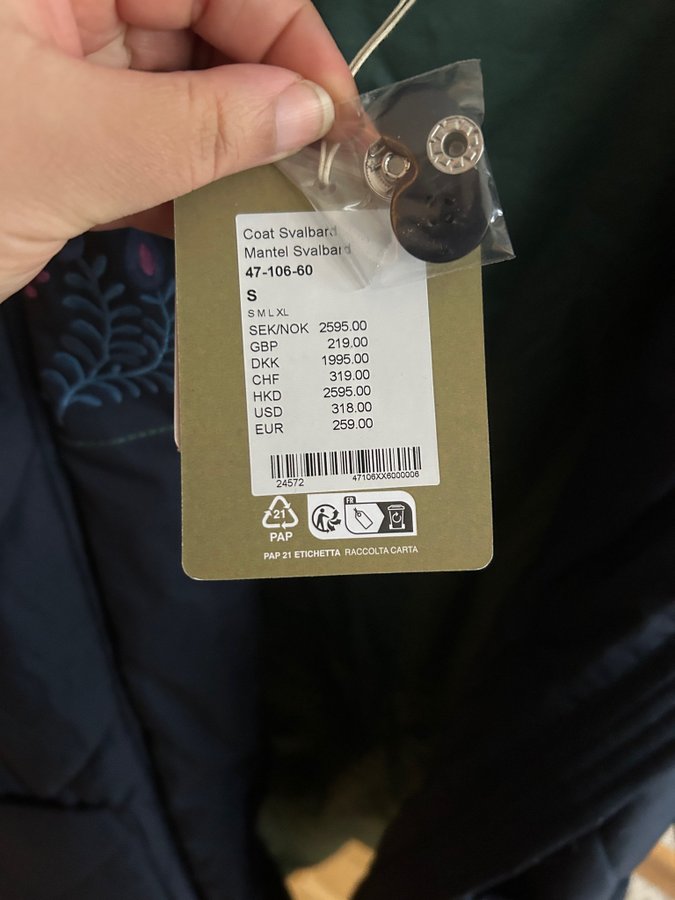 Coat Svalbard
Mantel Svalbard
47-106-60
S
S M L XL
SEK/NOK 2595.00
GBP 219.00
DKK 1995.00
CHF 319.00
HKD 2595.00
USD 318.00
EUR 259.00
24572 47106XX6000006
21
PAP
FR
PAP 21 ETICHETTA RACCOLTA CARTA